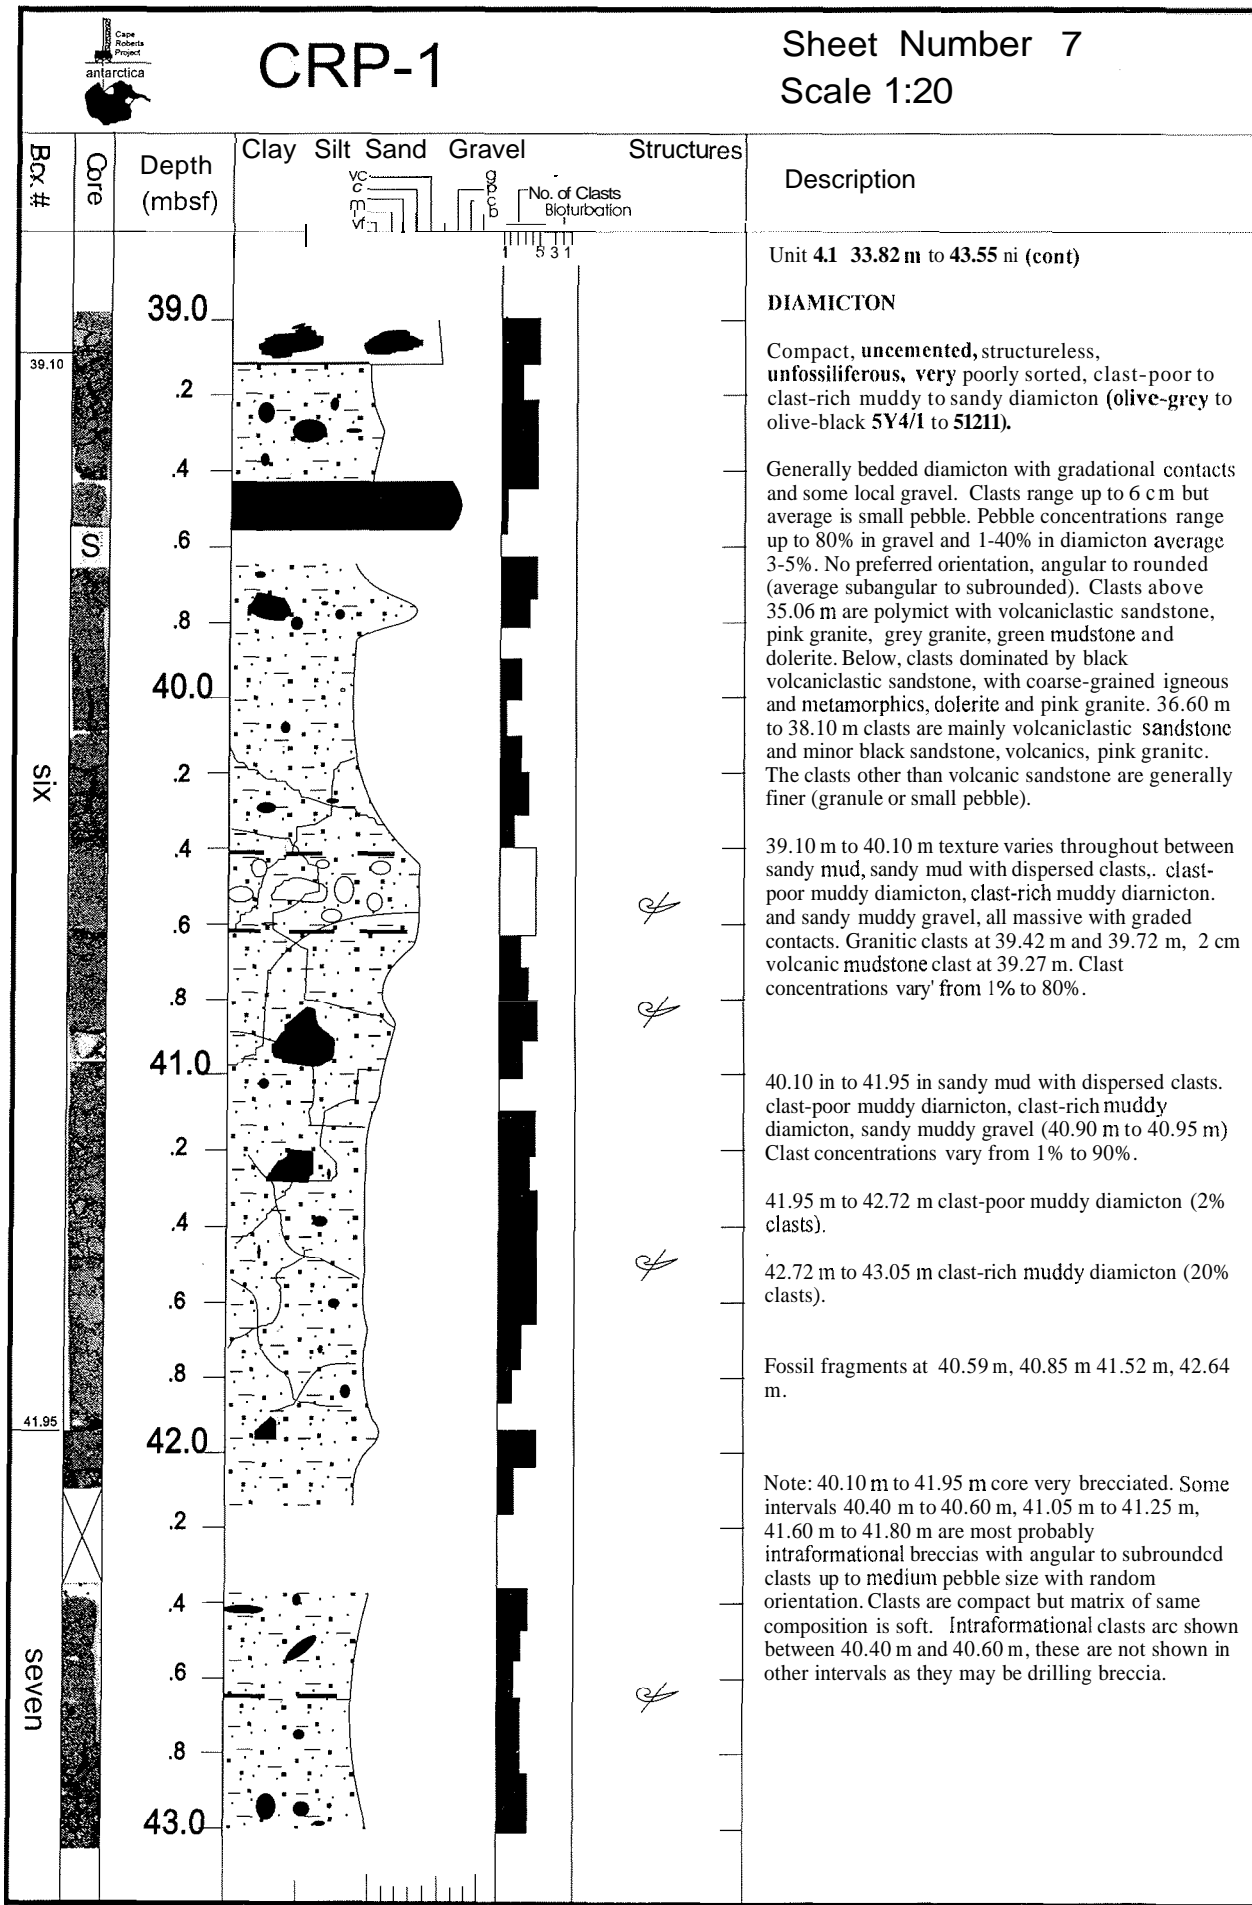 Cape
Roberts
Project
antarctica
CRP-1
Sheet Number 7
Scale 1:20
Box #
Core
Depth
(mbsf)
Clay Silt Sand Gravel
Structures
Description
vc
c
m
f
vf
g
p
c
b
No. of Clasts
Bioturbation
1 5 3 1
39.0
.2
.4
.6
.8
40.0
.2
.4
.6
.8
41.0
.2
.4
.6
.8
42.0
.2
.4
.6
.8
43.0
39.10
S
six
41.95
seven
Unit 4.1 33.82 m to 43.55 ni (cont)
DIAMICTON
Compact, uncemented, structureless,
unfossiliferous, very poorly sorted, clast-poor to
clast-rich muddy to sandy diamicton (olive-grey to
olive-black 5Y4/1 to 51211).
Generally bedded diamicton with gradational contacts
and some local gravel. Clasts range up to 6 cm but
average is small pebble. Pebble concentrations range
up to 80% in gravel and 1-40% in diamicton average
3-5%. No preferred orientation, angular to rounded
(average subangular to subrounded). Clasts above
35.06 m are polymict with volcaniclastic sandstone,
pink granite, grey granite, green mudstone and
dolerite. Below, clasts dominated by black
volcaniclastic sandstone, with coarse-grained igneous
and metamorphics, dolerite and pink granite. 36.60 m
to 38.10 m clasts are mainly volcaniclastic sandstone
and minor black sandstone, volcanics, pink granitc.
The clasts other than volcanic sandstone are generally
finer (granule or small pebble).
39.10 m to 40.10 m texture varies throughout between
sandy mud, sandy mud with dispersed clasts,. clast-
poor muddy diamicton, clast-rich muddy diarnicton.
and sandy muddy gravel, all massive with graded
contacts. Granitic clasts at 39.42 m and 39.72 m, 2 cm
volcanic mudstone clast at 39.27 m. Clast
concentrations vary' from 1% to 80%.
40.10 in to 41.95 in sandy mud with dispersed clasts.
clast-poor muddy diarnicton, clast-rich muddy
diamicton, sandy muddy gravel (40.90 m to 40.95 m)
Clast concentrations vary from 1% to 90%.
41.95 m to 42.72 m clast-poor muddy diamicton (2%
clasts).
42.72 m to 43.05 m clast-rich muddy diamicton (20%
clasts).
Fossil fragments at 40.59 m, 40.85 m 41.52 m, 42.64
m.
Note: 40.10 m to 41.95 m core very brecciated. Some
intervals 40.40 m to 40.60 m, 41.05 m to 41.25 m,
41.60 m to 41.80 m are most probably
intraformational breccias with angular to subroundcd
clasts up to medium pebble size with random
orientation. Clasts are compact but matrix of same
composition is soft. Intraformational clasts arc shown
between 40.40 m and 40.60 m, these are not shown in
other intervals as they may be drilling breccia.